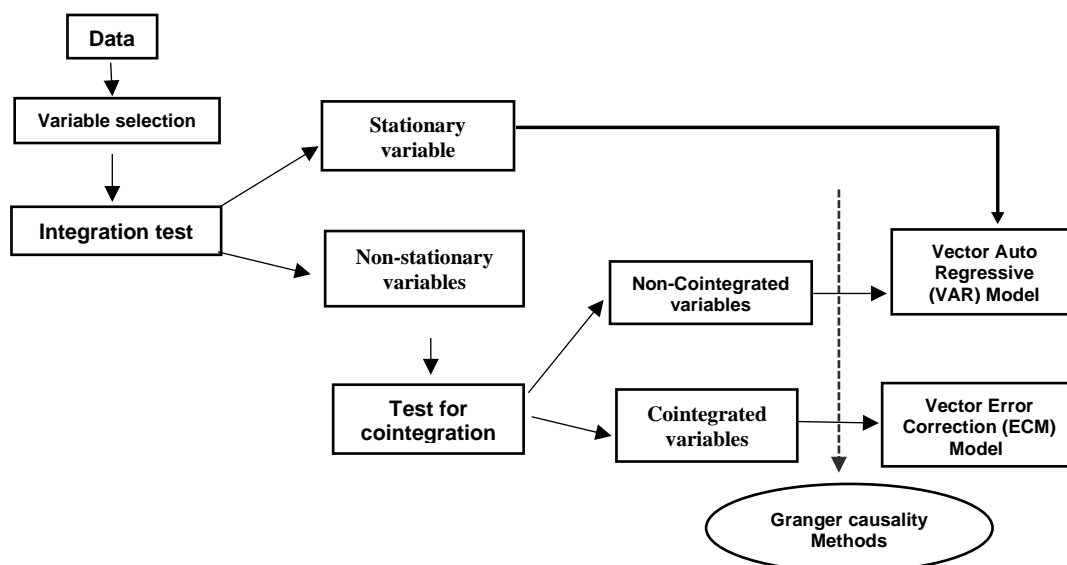 Data
Variable selection
Integration test
Stationary
variable
Non-stationary
variables
Test for
cointegration
Non-Cointegrated
variables
Cointegrated
variables
Vector Auto
Regressive
(VAR) Model
Vector Error
Correction (ECM)
Model
Granger causality
Methods